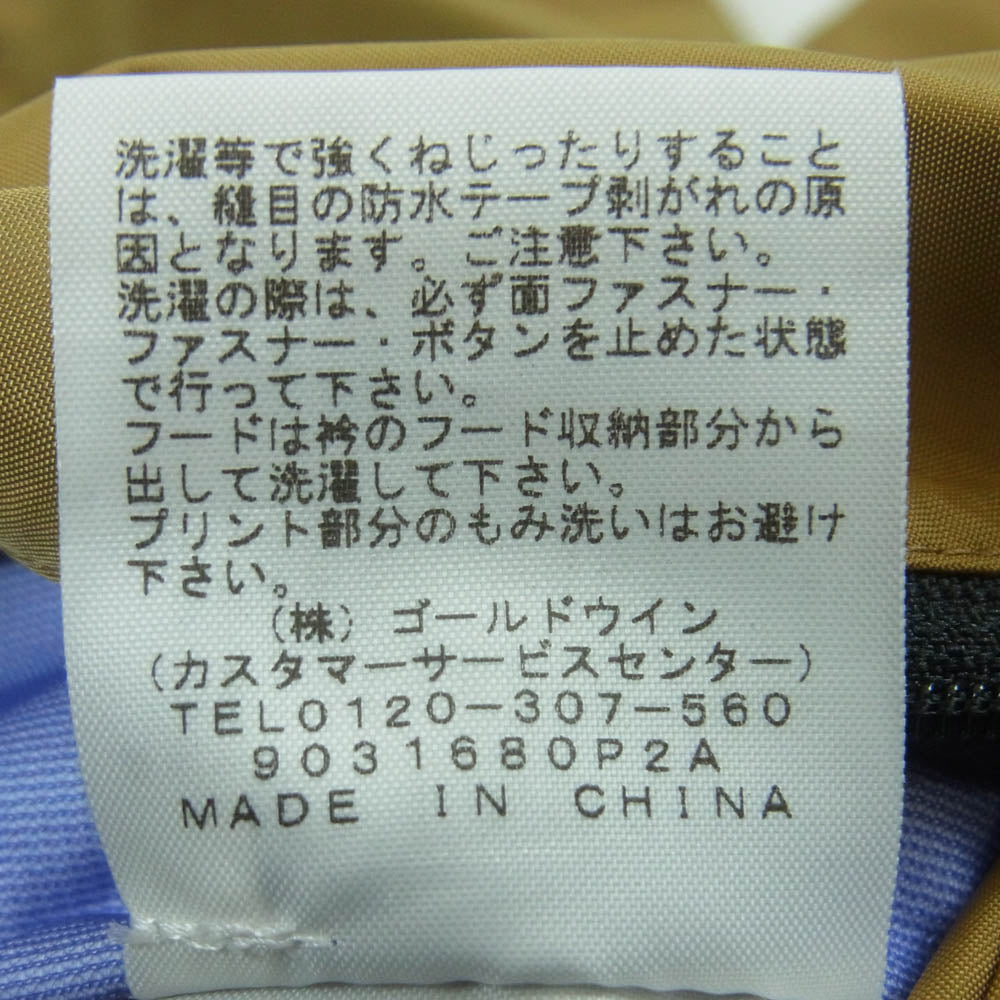 洗濯等で強くねじったりすること
は、縫目の防水テープ剥がれの原
因となります。ご注意下さい。
洗濯の際は、必ず面ファスナー・
ファスナー・ボタンを止めた状態
で行って下さい。
フードは衿のフード収納部分から
出して洗濯して下さい。
プリント部分のもみ洗いはお避け
下さい。
(株)ゴールドウイン
(カスタマーサービスセンター)
TEL0120-307-560
9031680P2A
MADE IN CHINA